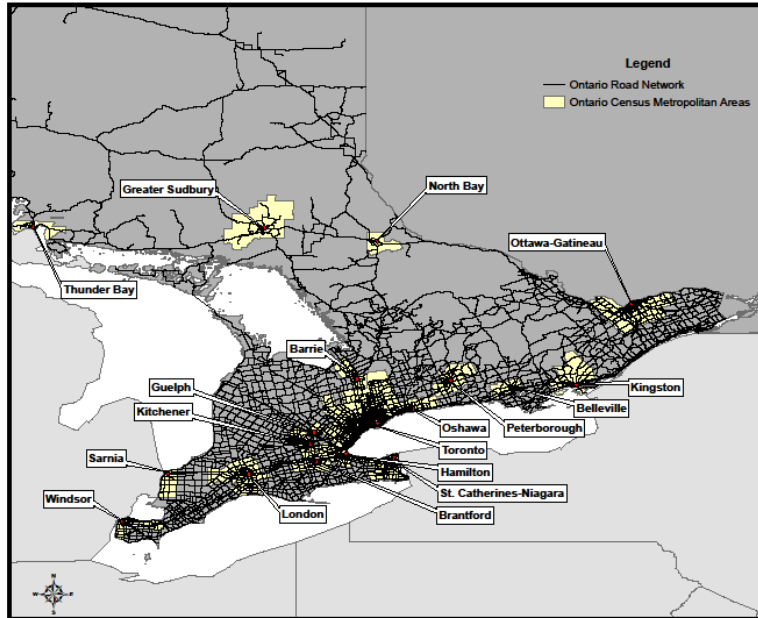 Legend
Ontario Road Network
Ontario Census Metropolitan Areas
Greater Sudbury
North Bay
Ottawa-Gatineau
Thunder Bay
Barrie
Guelph
Kitchener
Kingston
Belleville
Oshawa
Peterborough
Toronto
Sarnia
Hamilton
St. Catherines-Niagara
Windsor
London
Brantford
N
W
E
S